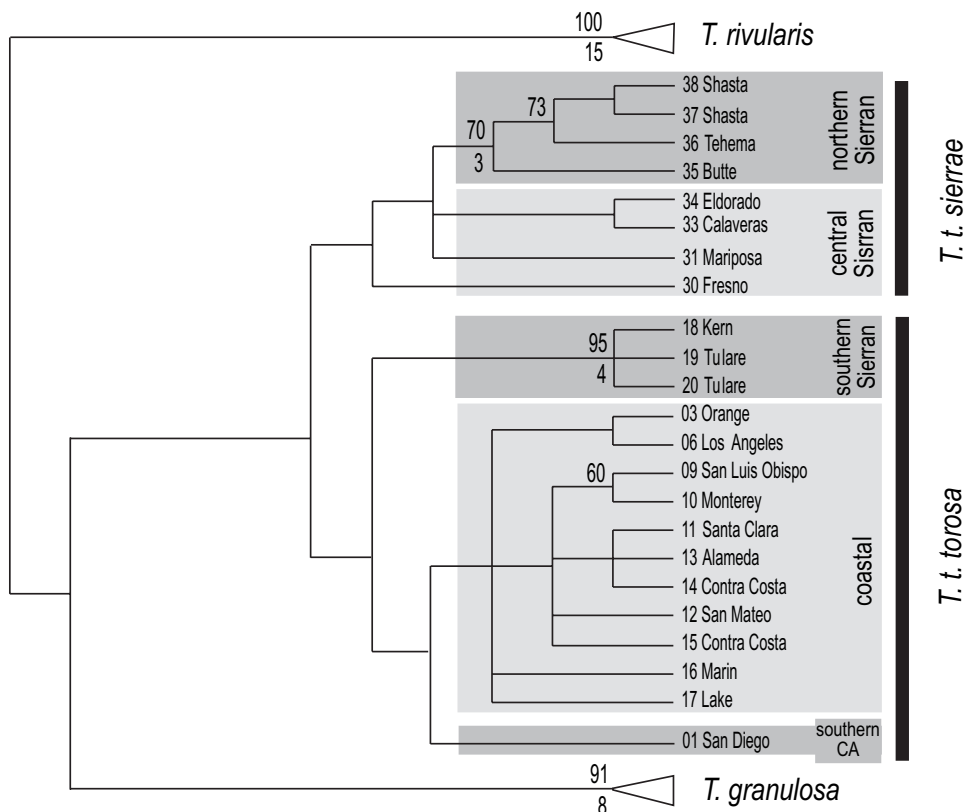 100
15
T. rivularis
38 Shasta
37 Shasta
73
36 Tehema
70
3
35 Butte
northern
Sierran
34 Eldorado
33 Calaveras
31 Mariposa
30 Fresno
central
Sisrran
T. t. sierrae
18 Kern
95
4
19 Tulare
20 Tulare
southern
Sierran
03 Orange
06 Los Angeles
60
09 San Luis Obispo
10 Monterey
11 Santa Clara
13 Alameda
14 Contra Costa
12 San Mateo
15 Contra Costa
16 Marin
17 Lake
coastal
01 San Diego
southern
CA
T. t. torosa
91
8
T. granulosa